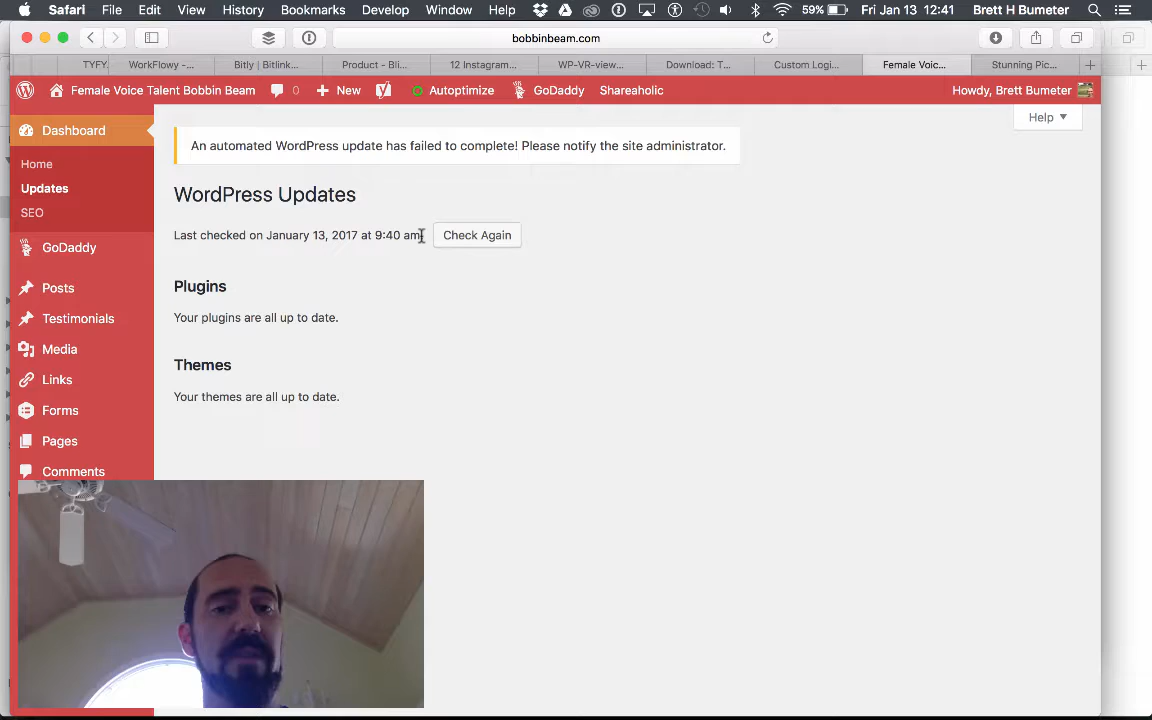 Safari File Edit View History Bookmarks Develop Window Help 59% Fri Jan 13 12:41 Brett H Bumeter
bobbinbeam.com
TYFY. WorkFlowy -... Bitly | Bitlink... Product - Bli... 12 Instagram... WP-VR-view... Download: T... Custom Logi... Female Voic... Stunning Pic...
Female Voice Talent Bobbin Beam 0 New Autoptimize GoDaddy Shareaholic Howdy, Brett Bumeter
Help
Dashboard
Home
Updates
SEO
GoDaddy
Posts
Testimonials
Media
Links
Forms
Pages
Comments
An automated WordPress update has failed to complete! Please notify the site administrator.
WordPress Updates
Last checked on January 13, 2017 at 9:40 am. Check Again
Plugins
Your plugins are all up to date.
Themes
Your themes are all up to date.